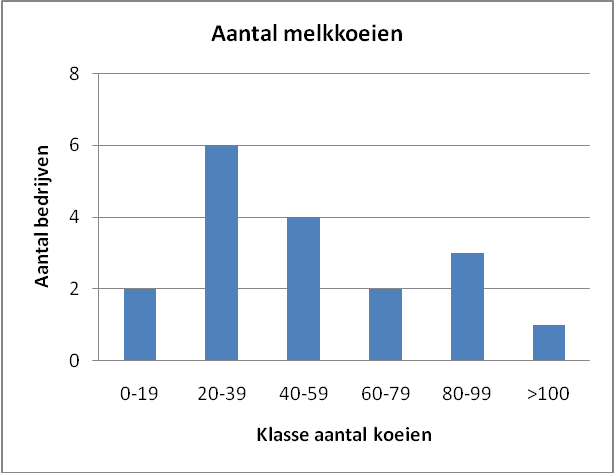 Aantal melkkoeien
Aantal bedrijven
8
6
4
2
0
0-19 20-39 40-59 60-79 80-99 >100
Klasse aantal koeien